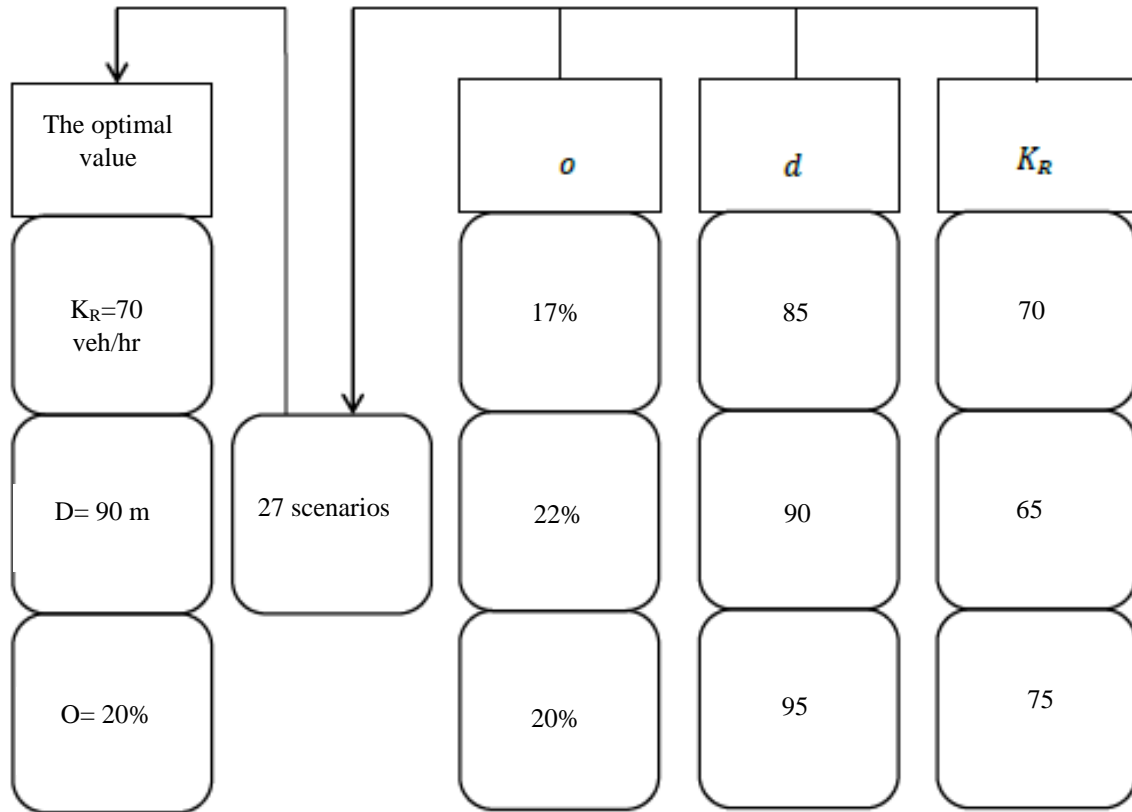 The optimal
value
K_R=70
veh/hr
D= 90 m
O= 20%
27 scenarios
o
17%
22%
20%
d
85
90
95
K_R
70
65
75